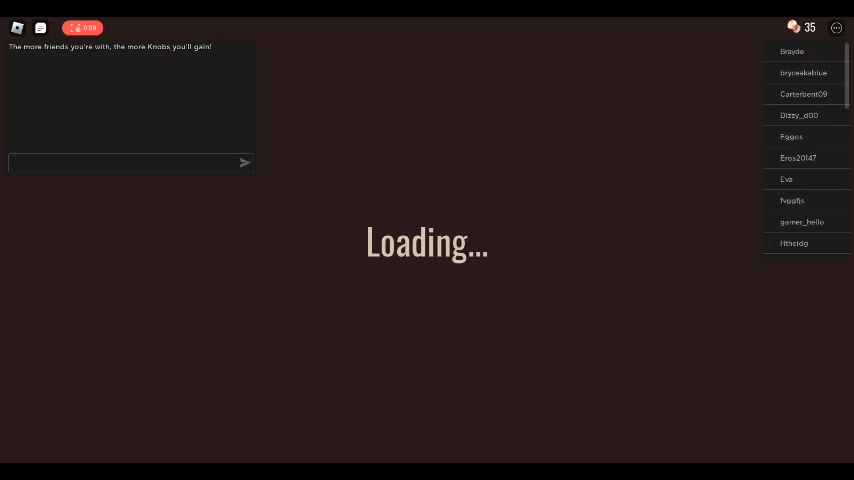 0:09
35
The more friends you're with, the more Knobs you'll gain!
Brayde
bryceakablue
Carterbent09
Dizzy_d00
Eggos
Eros20147
Eva
fvggfjs
gamer_hello
Htholdg
Loading...